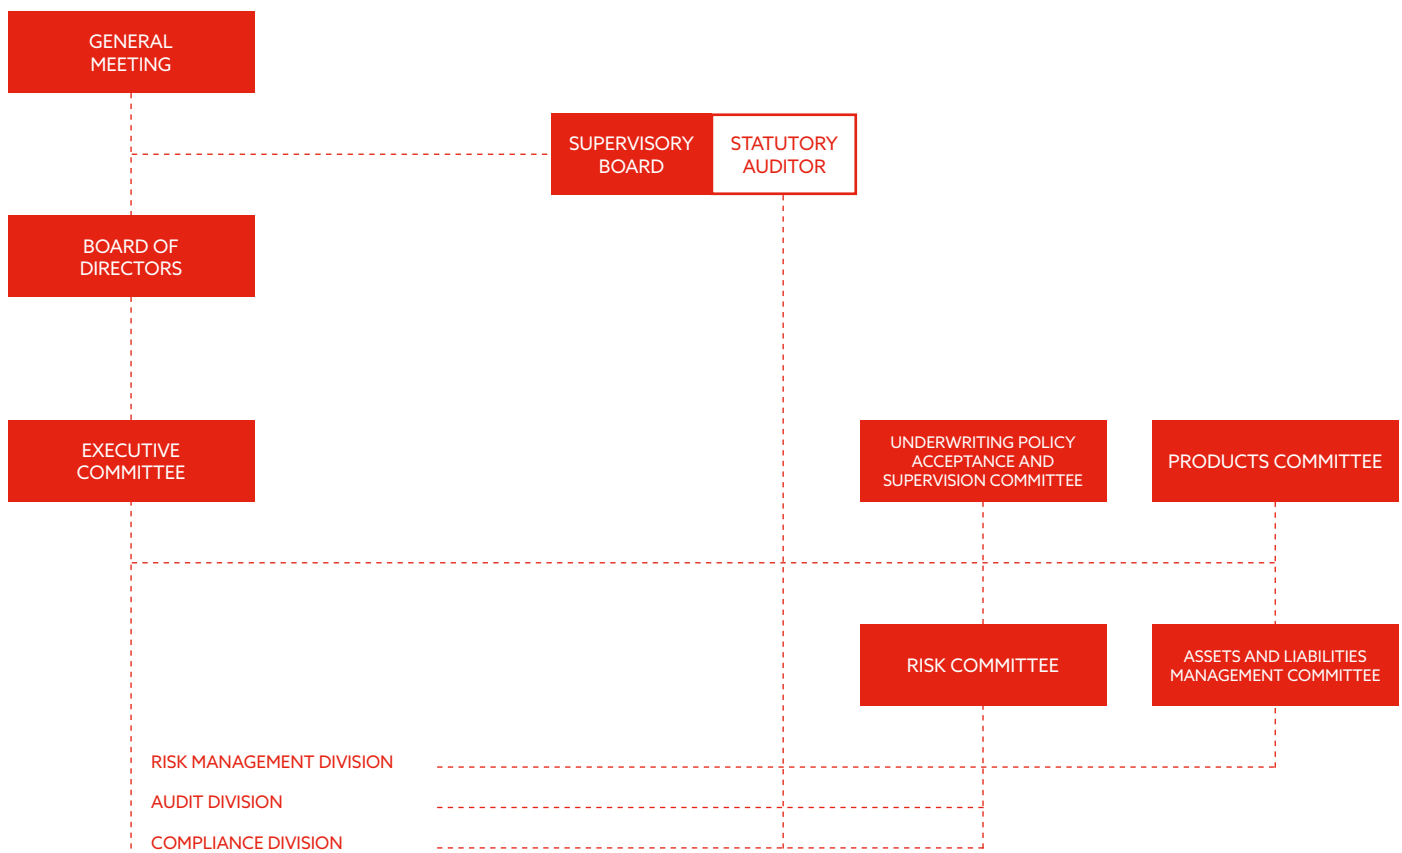 GENERAL
MEETING
SUPERVISORY
BOARD
STATUTORY
AUDITOR
BOARD OF
DIRECTORS
EXECUTIVE
COMMITTEE
UNDERWRITING POLICY
ACCEPTANCE AND
SUPERVISION COMMITTEE
PRODUCTS COMMITTEE
RISK COMMITTEE
ASSETS AND LIABILITIES
MANAGEMENT COMMITTEE
RISK MANAGEMENT DIVISION
AUDIT DIVISION
COMPLIANCE DIVISION